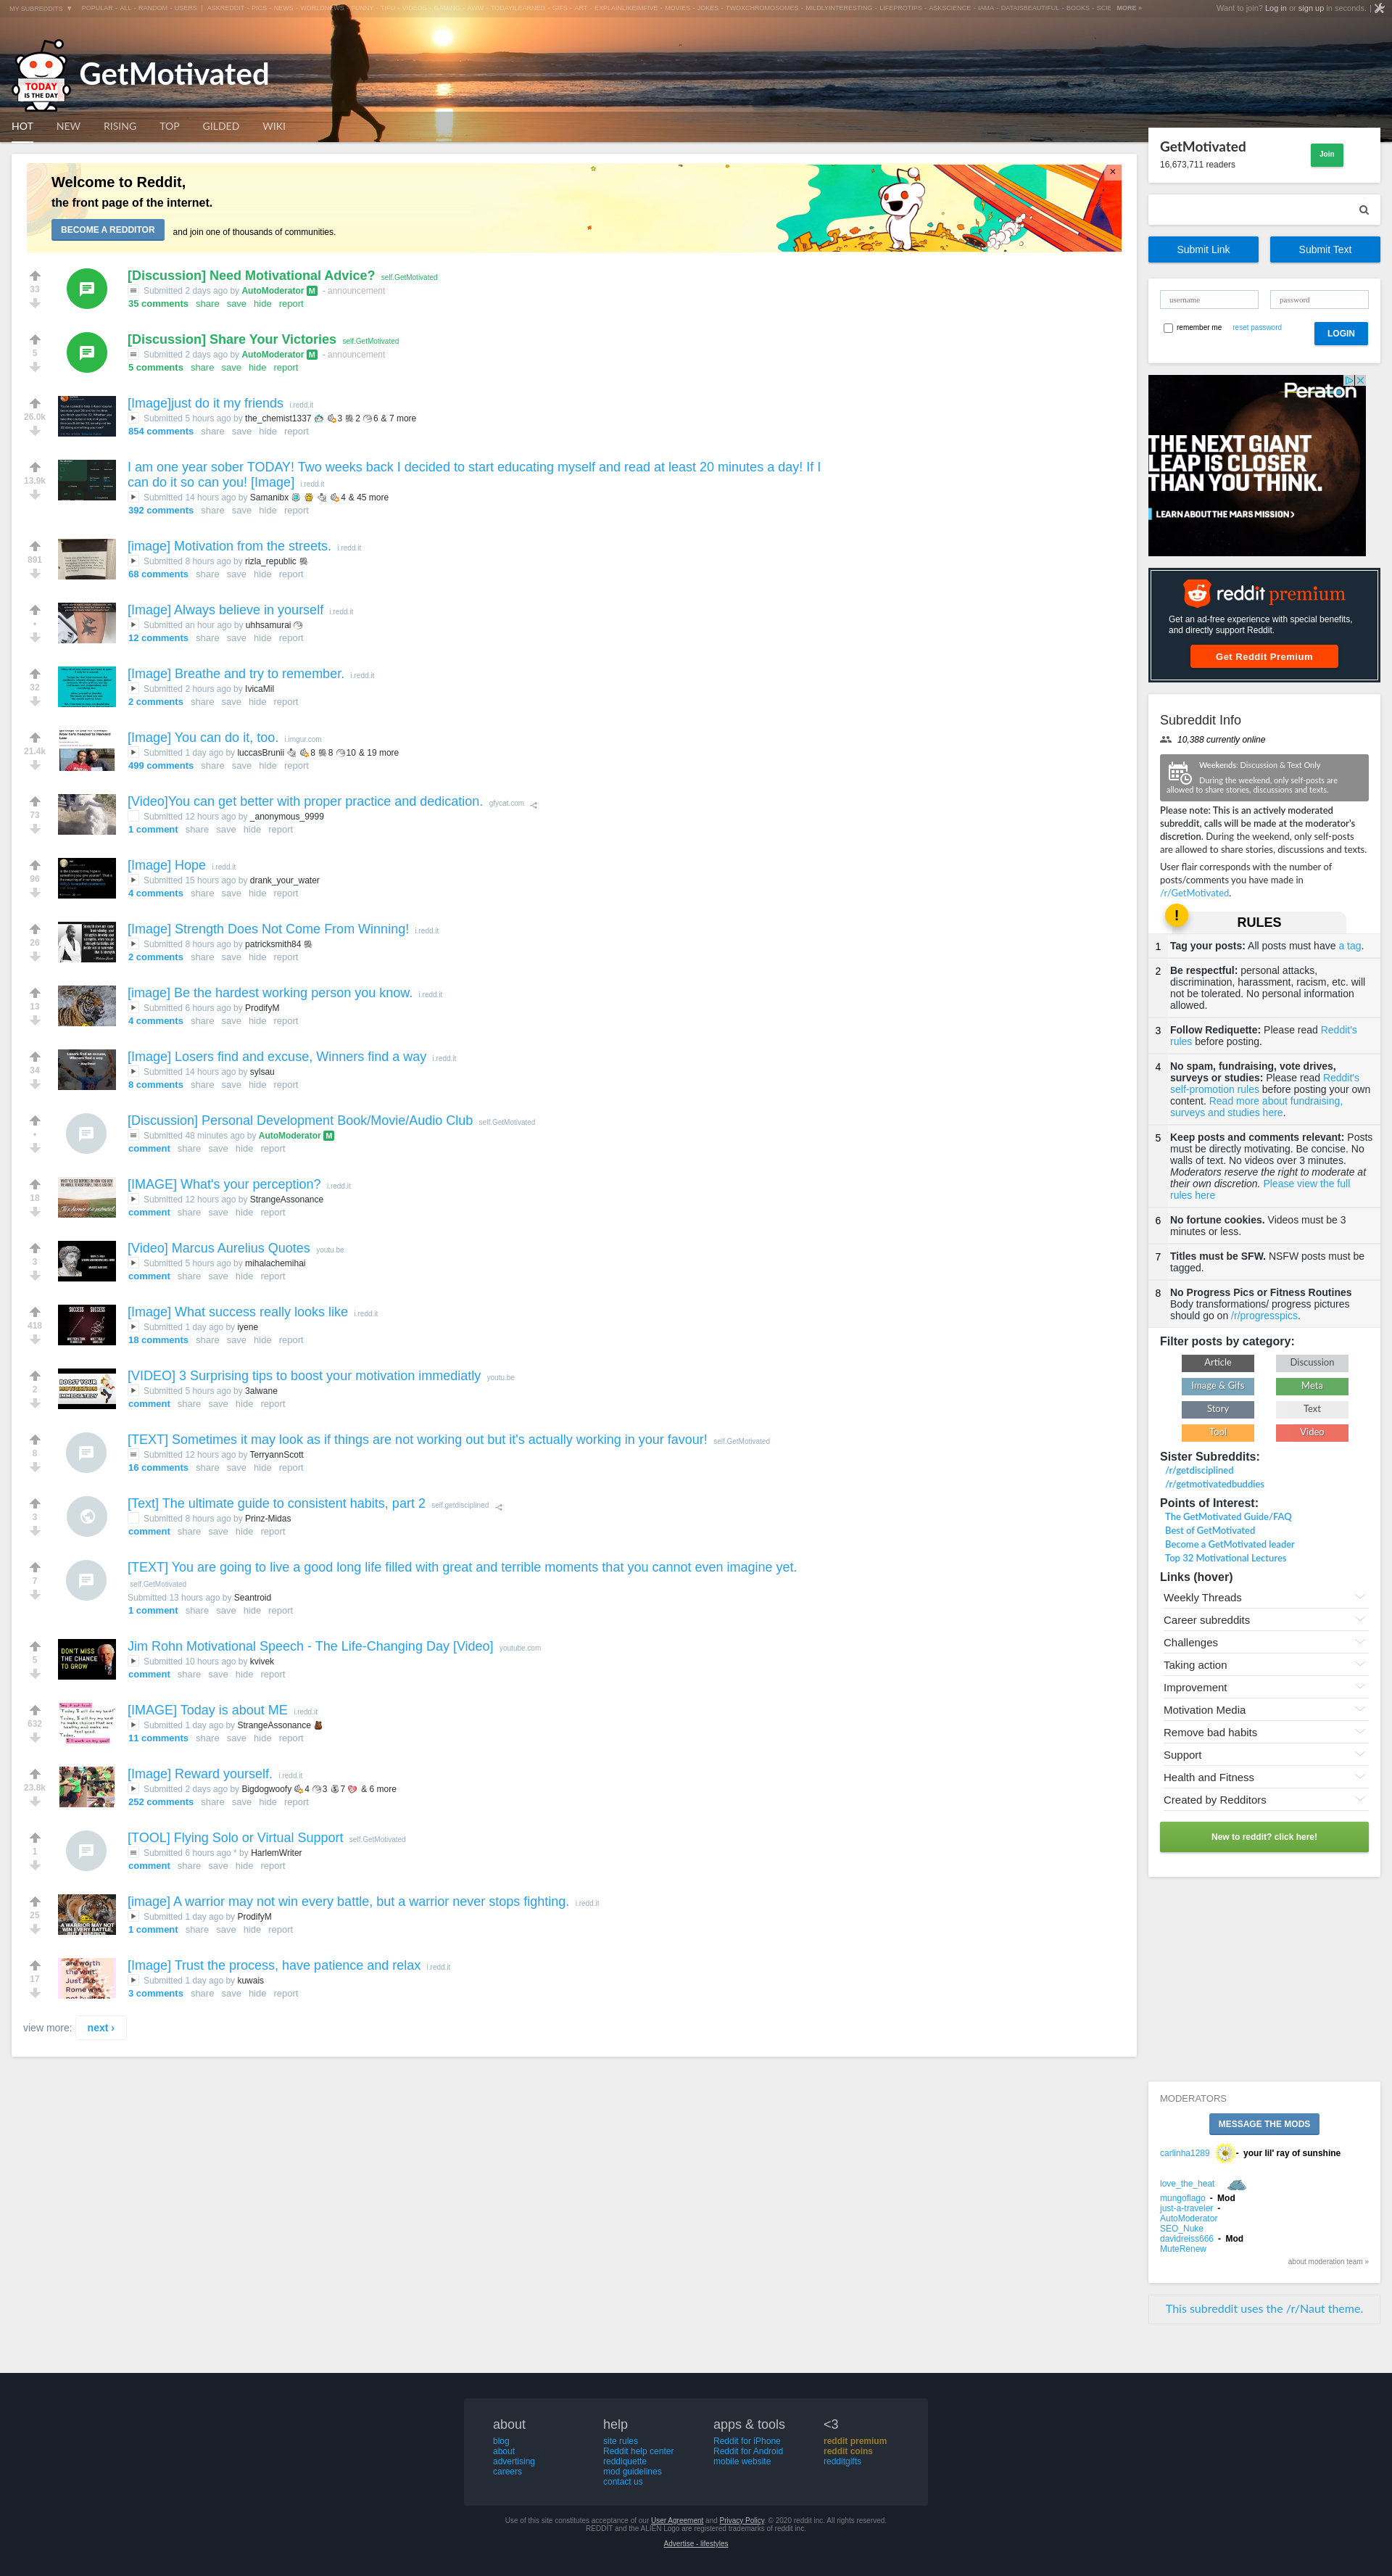 MY SUBREDDITS ▼ POPULAR - ALL - RANDOM - USERS | ASKREDDIT - PICS - NEWS - WORLDNEWS - FUNNY - TIFU - VIDEOS - GAMING - AWW - TODAYILEARNED - GIFS - ART - EXPLAINLIKEIMFIVE - MOVIES - JOKES - TWOXCHROMOSOMES - MILDLYINTERESTING - LIFEPROTIPS - ASKSCIENCE - IAMA - DATAISBEAUTIFUL - BOOKS - SCIE MORE »
Want to join? Log in or sign up in seconds. |
TODAY
IS THE DAY
GetMotivated
HOT NEW RISING TOP GILDED WIKI
Welcome to Reddit,
the front page of the internet.
BECOME A REDDITOR and join one of thousands of communities.
×
33
[Discussion] Need Motivational Advice? self.GetMotivated
Submitted 2 days ago by AutoModerator M - announcement
35 comments share save hide report
5
[Discussion] Share Your Victories self.GetMotivated
Submitted 2 days ago by AutoModerator M - announcement
5 comments share save hide report
26.0k
[Image]just do it my friends i.redd.it
Submitted 5 hours ago by the_chemist1337 3 2 6 & 7 more
854 comments share save hide report
13.9k
I am one year sober TODAY! Two weeks back I decided to start educating myself and read at least 20 minutes a day! If I
can do it so can you! [Image] i.redd.it
Submitted 14 hours ago by Samanibx 4 & 45 more
392 comments share save hide report
891
[image] Motivation from the streets. i.redd.it
Submitted 8 hours ago by rizla_republic
68 comments share save hide report
•
[Image] Always believe in yourself i.redd.it
Submitted an hour ago by uhhsamurai
12 comments share save hide report
32
[Image] Breathe and try to remember. i.redd.it
Submitted 2 hours ago by IvicaMil
2 comments share save hide report
21.4k
[Image] You can do it, too. i.imgur.com
Submitted 1 day ago by luccasBrunii 8 8 10 & 19 more
499 comments share save hide report
73
[Video]You can get better with proper practice and dedication. gfycat.com
Submitted 12 hours ago by _anonymous_9999
1 comment share save hide report
96
[Image] Hope i.redd.it
Submitted 15 hours ago by drank_your_water
4 comments share save hide report
26
[Image] Strength Does Not Come From Winning! i.redd.it
Submitted 8 hours ago by patricksmith84
2 comments share save hide report
13
[image] Be the hardest working person you know. i.redd.it
Submitted 6 hours ago by ProdifyM
4 comments share save hide report
34
[Image] Losers find and excuse, Winners find a way i.redd.it
Submitted 14 hours ago by sylsau
8 comments share save hide report
•
[Discussion] Personal Development Book/Movie/Audio Club self.GetMotivated
Submitted 48 minutes ago by AutoModerator M
comment share save hide report
18
[IMAGE] What's your perception? i.redd.it
Submitted 12 hours ago by StrangeAssonance
comment share save hide report
3
[Video] Marcus Aurelius Quotes youtu.be
Submitted 5 hours ago by mihalachemihai
comment share save hide report
418
SUCCESS SUCCESS
[Image] What success really looks like i.redd.it
Submitted 1 day ago by iyene
18 comments share save hide report
2
BOOST YOUR
MOTIVATION
IMMEDIATELY
[VIDEO] 3 Surprising tips to boost your motivation immediatly youtu.be
Submitted 5 hours ago by 3alwane
comment share save hide report
8
[TEXT] Sometimes it may look as if things are not working out but it's actually working in your favour! self.GetMotivated
Submitted 12 hours ago by TerryannScott
16 comments share save hide report
3
[Text] The ultimate guide to consistent habits, part 2 self.getdisciplined
Submitted 8 hours ago by Prinz-Midas
comment share save hide report
7
[TEXT] You are going to live a good long life filled with great and terrible moments that you cannot even imagine yet.
self.GetMotivated
Submitted 13 hours ago by Seantroid
1 comment share save hide report
5
DON'T MISS
THE CHANCE
TO GROW
Jim Rohn Motivational Speech - The Life-Changing Day [Video] youtube.com
Submitted 10 hours ago by kvivek
comment share save hide report
632
[IMAGE] Today is about ME i.redd.it
Submitted 1 day ago by StrangeAssonance
11 comments share save hide report
23.8k
[Image] Reward yourself. i.redd.it
Submitted 2 days ago by Bigdogwoofy 4 3 7 & 6 more
252 comments share save hide report
1
[TOOL] Flying Solo or Virtual Support self.GetMotivated
Submitted 6 hours ago * by HarlemWriter
comment share save hide report
25
A WARRIOR MAY NOT
WIN EVERY BATTLE,
[image] A warrior may not win every battle, but a warrior never stops fighting. i.redd.it
Submitted 1 day ago by ProdifyM
1 comment share save hide report
17
[Image] Trust the process, have patience and relax i.redd.it
Submitted 1 day ago by kuwais
3 comments share save hide report
view more: next ›
GetMotivated
16,673,711 readers
Join
Submit Link Submit Text
username password
remember me reset password LOGIN
Peraton
THE NEXT GIANT
LEAP IS CLOSER
THAN YOU THINK.
LEARN ABOUT THE MARS MISSION >
reddit premium
Get an ad-free experience with special benefits,
and directly support Reddit.
Get Reddit Premium
Subreddit Info
10,388 currently online
Weekends: Discussion & Text Only
During the weekend, only self-posts are
allowed to share stories, discussions and texts.
Please note: This is an actively moderated
subreddit, calls will be made at the moderator's
discretion. During the weekend, only self-posts
are allowed to share stories, discussions and texts.
User flair corresponds with the number of
posts/comments you have made in
/r/GetMotivated.
! RULES
1 Tag your posts: All posts must have a tag.
2 Be respectful: personal attacks,
discrimination, harassment, racism, etc. will
not be tolerated. No personal information
allowed.
3 Follow Rediquette: Please read Reddit's
rules before posting.
4 No spam, fundraising, vote drives,
surveys or studies: Please read Reddit's
self-promotion rules before posting your own
content. Read more about fundraising,
surveys and studies here.
5 Keep posts and comments relevant: Posts
must be directly motivating. Be concise. No
walls of text. No videos over 3 minutes.
Moderators reserve the right to moderate at
their own discretion. Please view the full
rules here
6 No fortune cookies. Videos must be 3
minutes or less.
7 Titles must be SFW. NSFW posts must be
tagged.
8 No Progress Pics or Fitness Routines
Body transformations/ progress pictures
should go on /r/progresspics.
Filter posts by category:
Article Discussion
Image & Gifs Meta
Story Text
Tool Video
Sister Subreddits:
/r/getdisciplined
/r/getmotivatedbuddies
Points of Interest:
The GetMotivated Guide/FAQ
Best of GetMotivated
Become a GetMotivated leader
Top 32 Motivational Lectures
Links (hover)
Weekly Threads
Career subreddits
Challenges
Taking action
Improvement
Motivation Media
Remove bad habits
Support
Health and Fitness
Created by Redditors
New to reddit? click here!
MODERATORS
MESSAGE THE MODS
carlinha1289 - your lil' ray of sunshine
love_the_heat
mungoflago - Mod
just-a-traveler -
AutoModerator
SEO_Nuke
davidreiss666 - Mod
MuteRenew
about moderation team »
This subreddit uses the /r/Naut theme.
about
blog
about
advertising
careers
help
site rules
Reddit help center
reddiquette
mod guidelines
contact us
apps & tools
Reddit for iPhone
Reddit for Android
mobile website
<3
reddit premium
reddit coins
redditgifts
Use of this site constitutes acceptance of our User Agreement and Privacy Policy. © 2020 reddit inc. All rights reserved.
REDDIT and the ALIEN Logo are registered trademarks of reddit inc.
Advertise - lifestyles